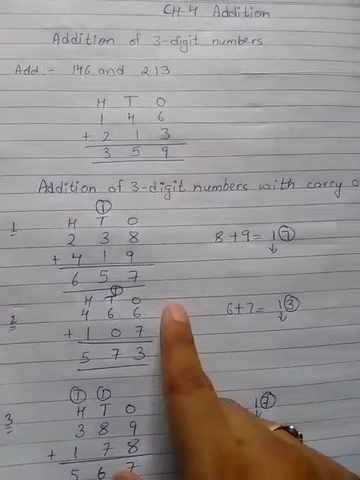 CH-4 Addition
Addition of 3-digit numbers
Add :- 146 and 213
H T O
1 4 6
+ 2 1 3
3 5 9
Addition of 3-digit numbers with carry o
1
1
H T O
2 3 8
8+9= 17
+ 4 1 9
6 5 7
1
2
H T O
4 6 6
6+7= 13
+ 1 0 7
5 7 3
3
1 1
H T O
3 8 9
+ 1 7 8
5 6 7